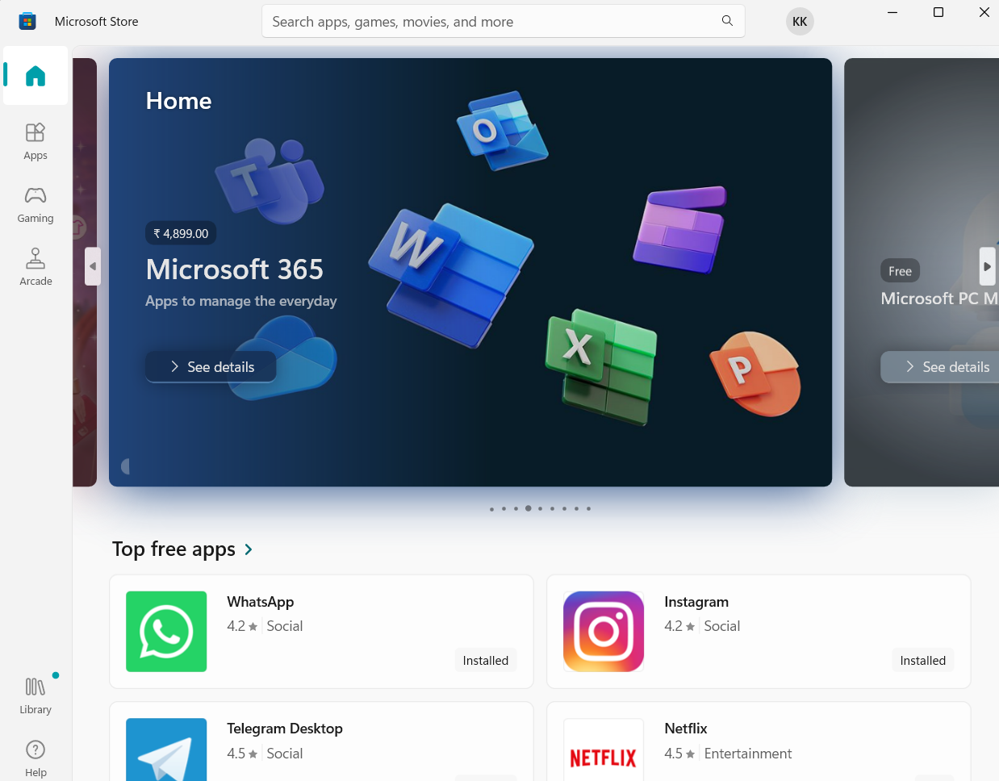 Microsoft Store
Search apps, games, movies, and more
KK
Home
Apps
Gaming
Arcade
T
O
W
X
P
₹ 4,899.00
Microsoft 365
Apps to manage the everyday
See details
Free
Microsoft PC M
See details
Top free apps
WhatsApp
4.2 ★ Social
Installed
Instagram
4.2 ★ Social
Installed
Telegram Desktop
4.5 ★ Social
NETFLIX
Netflix
4.5 ★ Entertainment
Library
Help